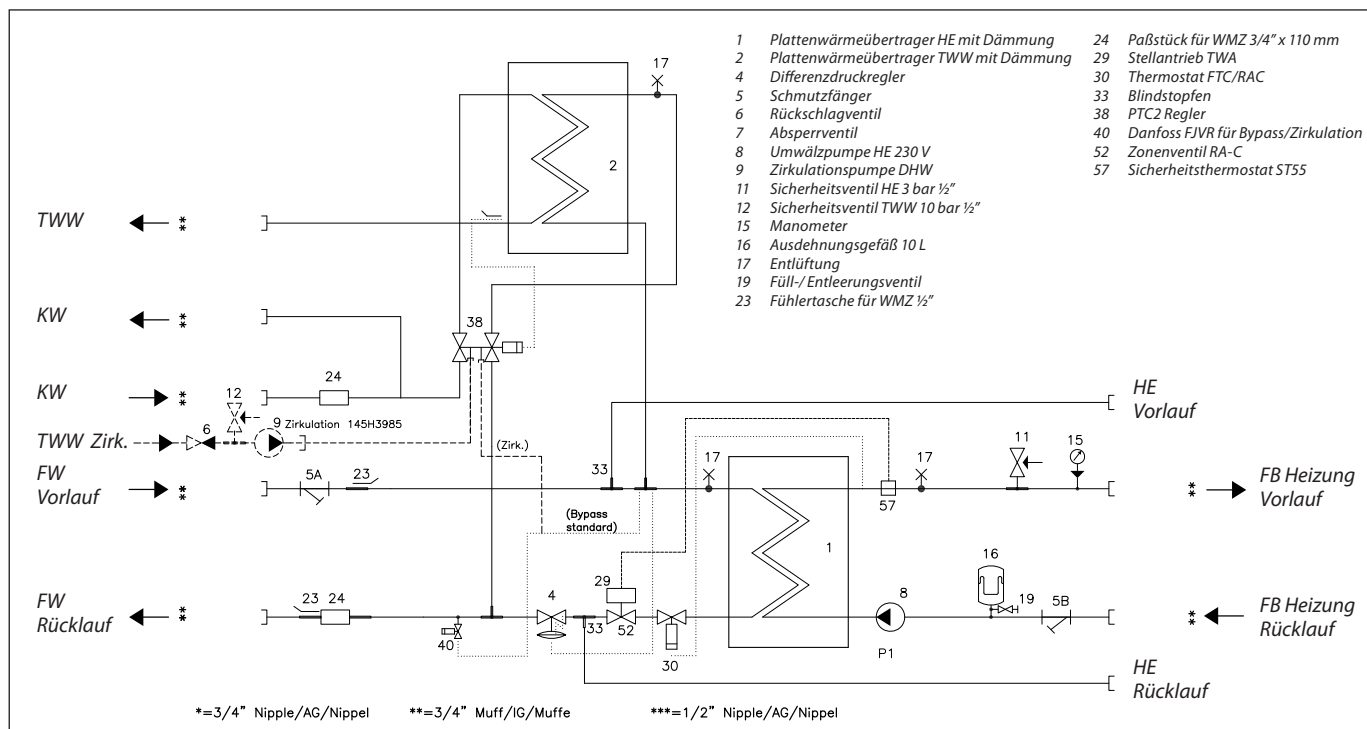 1 Plattenwärmeübertrager HE mit Dämmung
2 Plattenwärmeübertrager TWW mit Dämmung
4 Differenzdruckregler
5 Schmutzfänger
6 Rückschlagventil
7 Absperrventil
8 Umwälzpumpe HE 230 V
9 Zirkulationspumpe DHW
11 Sicherheitsventil HE 3 bar ½”
12 Sicherheitsventil TWW 10 bar ½”
15 Manometer
16 Ausdehnungsgefäß 10 L
17 Entlüftung
19 Füll-/ Entleerungsventil
23 Fühlertasche für WMZ ½”
24 Paßstück für WMZ 3/4” x 110 mm
29 Stellantrieb TWA
30 Thermostat FTC/RAC
33 Blindstopfen
38 PTC2 Regler
40 Danfoss FJVR für Bypass/Zirkulation
52 Zonenventil RA-C
57 Sicherheitsthermostat ST55
17
2
TWW **
KW **
38
KW **
24
12
TWW Zirk.
6
9 Zirkulation 145H3985
(Zirk.)
HE
Vorlauf
FW
Vorlauf
**
5A
23
33
17
57
17
11
15
**
FB Heizung
Vorlauf
(Bypass
standard)
1
FW
Rücklauf
**
23 24
40
4
33
29
52
30
8
P1
16
19
5B
**
FB Heizung
Rücklauf
HE
Rücklauf
*=3/4” Nipple/AG/Nippel **=3/4” Muff/IG/Muffe ***=1/2” Nipple/AG/Nippel